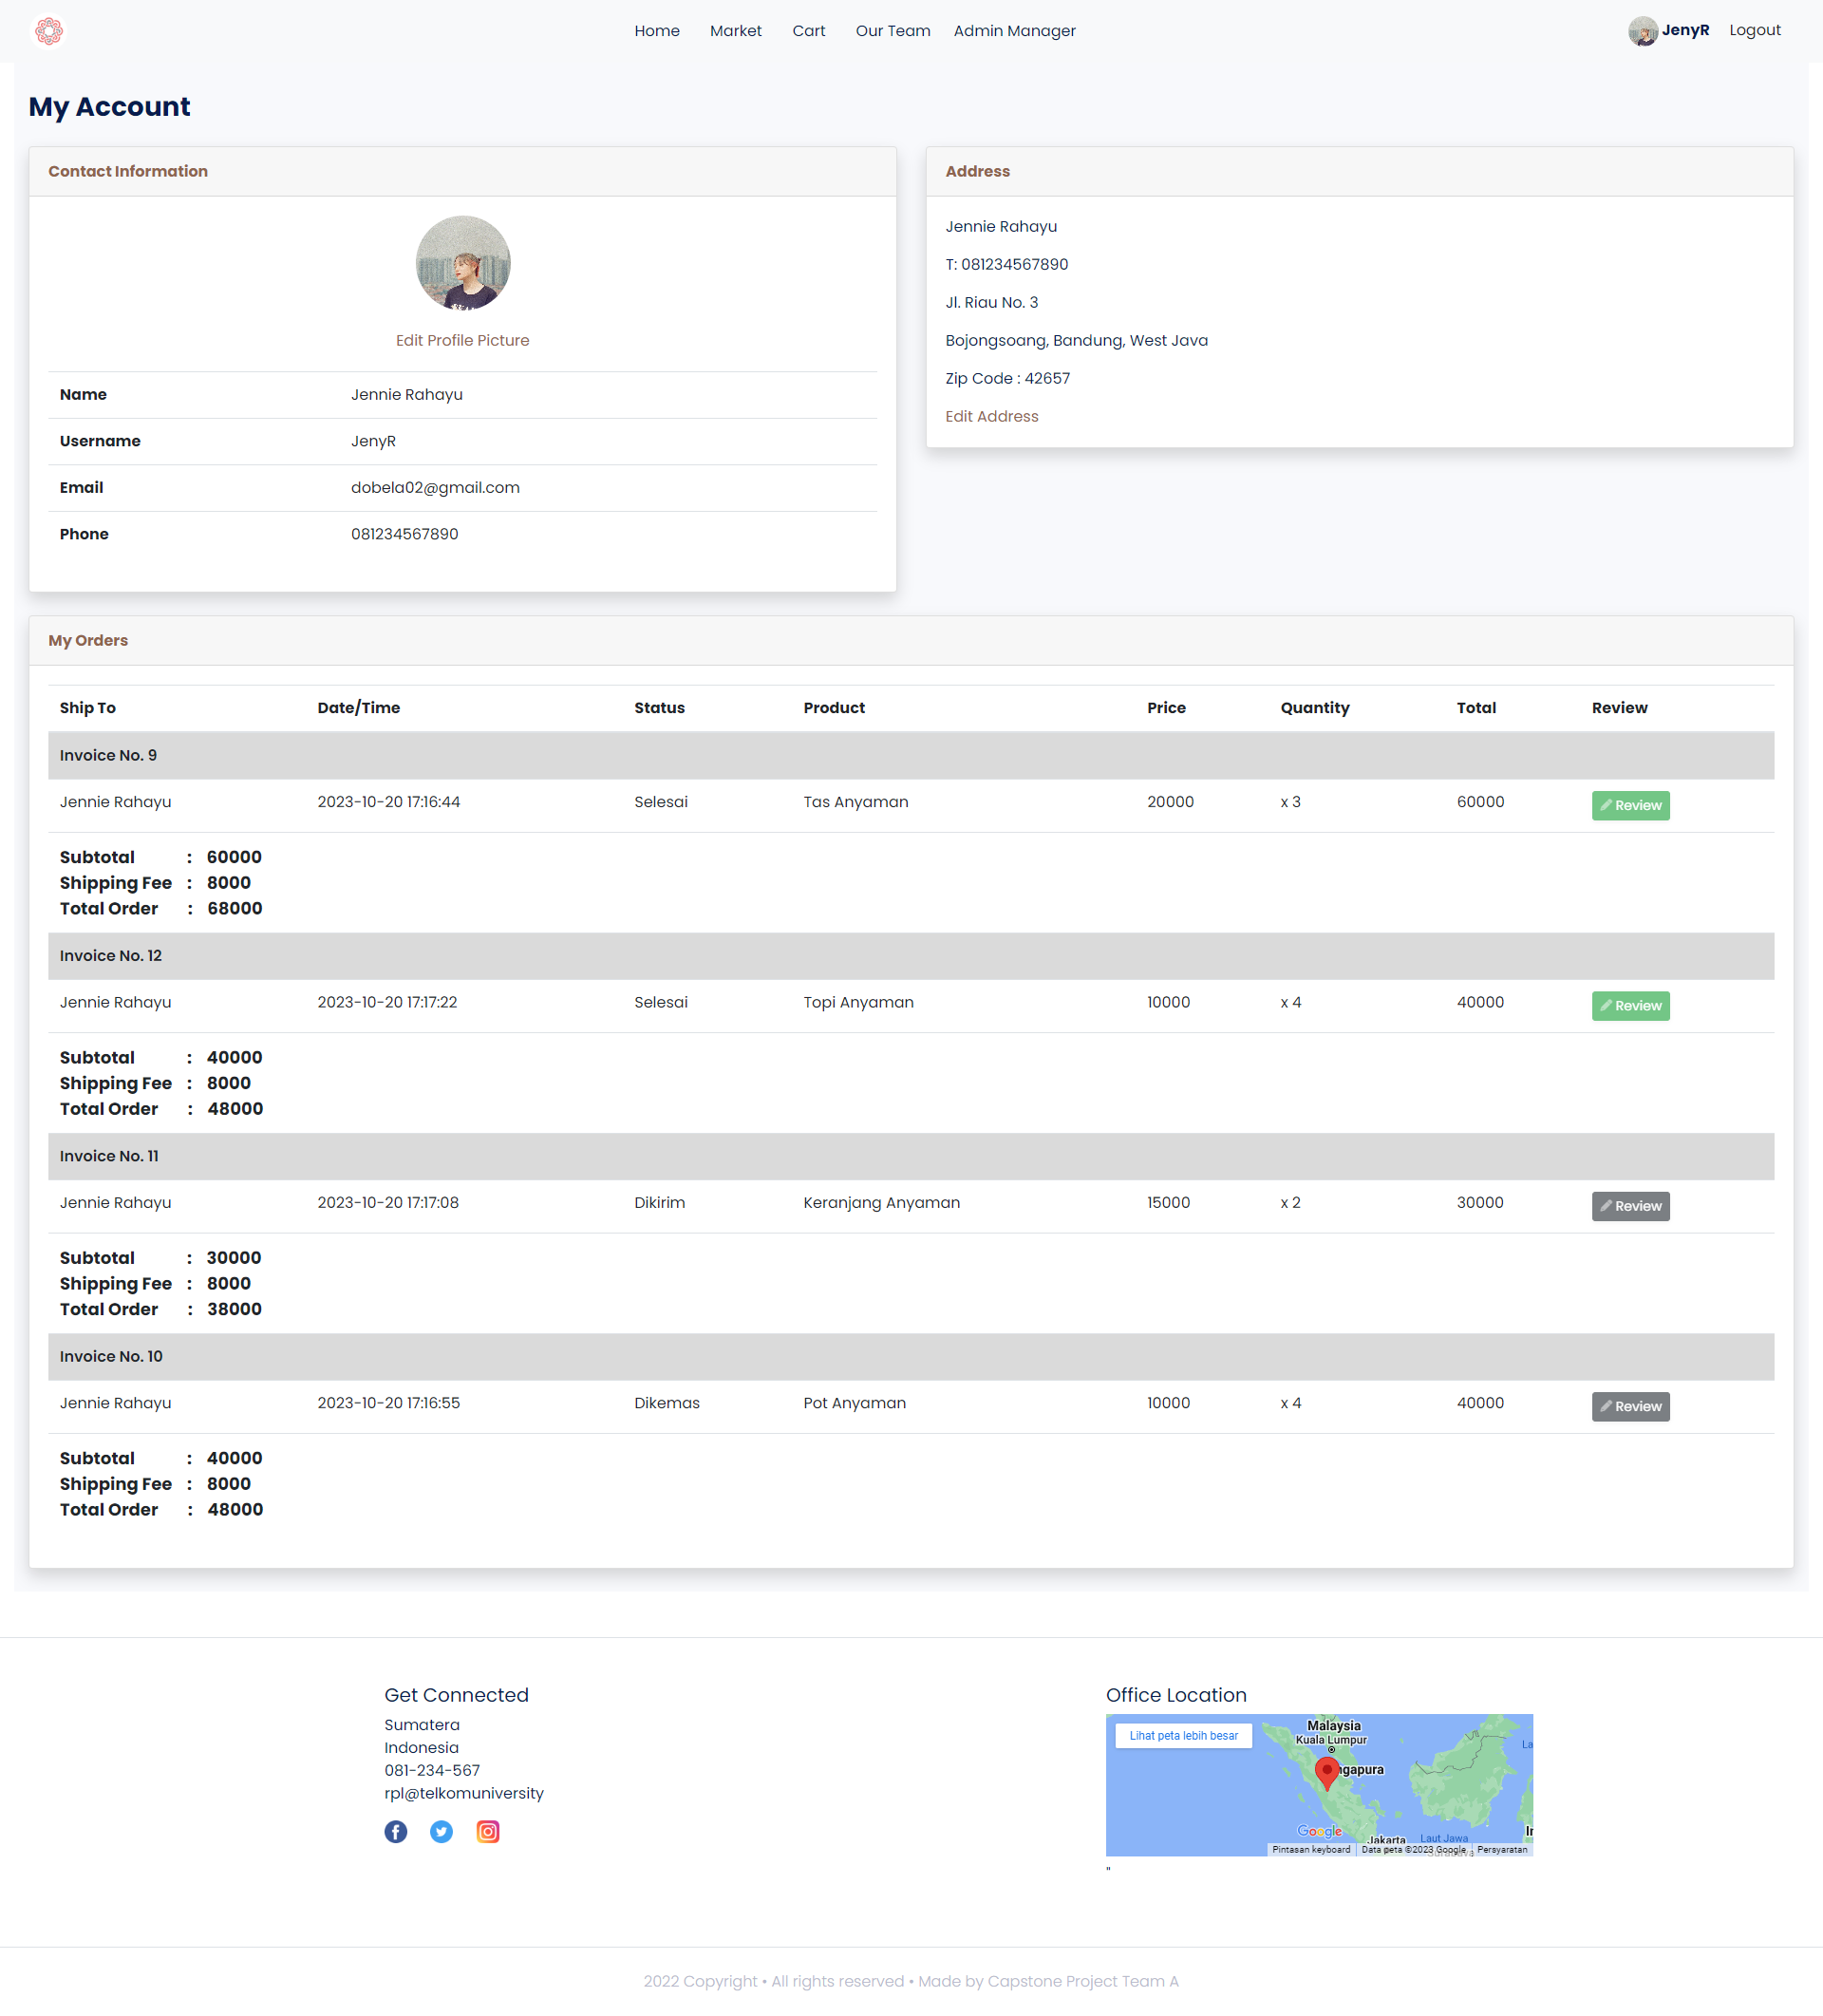 Home Market Cart Our Team Admin Manager JenyR Logout
My Account
Contact Information
Edit Profile Picture
Name Jennie Rahayu
Username JenyR
Email dobela02@gmail.com
Phone 081234567890
Address
Jennie Rahayu
T: 081234567890
Jl. Riau No. 3
Bojongsoang, Bandung, West Java
Zip Code : 42657
Edit Address
My Orders
Ship To Date/Time Status Product Price Quantity Total Review
Invoice No. 9
Jennie Rahayu 2023-10-20 17:16:44 Selesai Tas Anyaman 20000 x 3 60000 Review
Subtotal : 60000
Shipping Fee : 8000
Total Order : 68000
Invoice No. 12
Jennie Rahayu 2023-10-20 17:17:22 Selesai Topi Anyaman 10000 x 4 40000 Review
Subtotal : 40000
Shipping Fee : 8000
Total Order : 48000
Invoice No. 11
Jennie Rahayu 2023-10-20 17:17:08 Dikirim Keranjang Anyaman 15000 x 2 30000 Review
Subtotal : 30000
Shipping Fee : 8000
Total Order : 38000
Invoice No. 10
Jennie Rahayu 2023-10-20 17:16:55 Dikemas Pot Anyaman 10000 x 4 40000 Review
Subtotal : 40000
Shipping Fee : 8000
Total Order : 48000
Get Connected
Sumatera
Indonesia
081-234-567
rpl@telkomuniversity
Office Location
Lihat peta lebih besar
Malaysia
Kuala Lumpur
La
ngapura
Google
Jakarta
Laut Jawa
Pintasan keyboard Data peta ©2023 Google Persyaratan
"
2022 Copyright • All rights reserved • Made by Capstone Project Team A